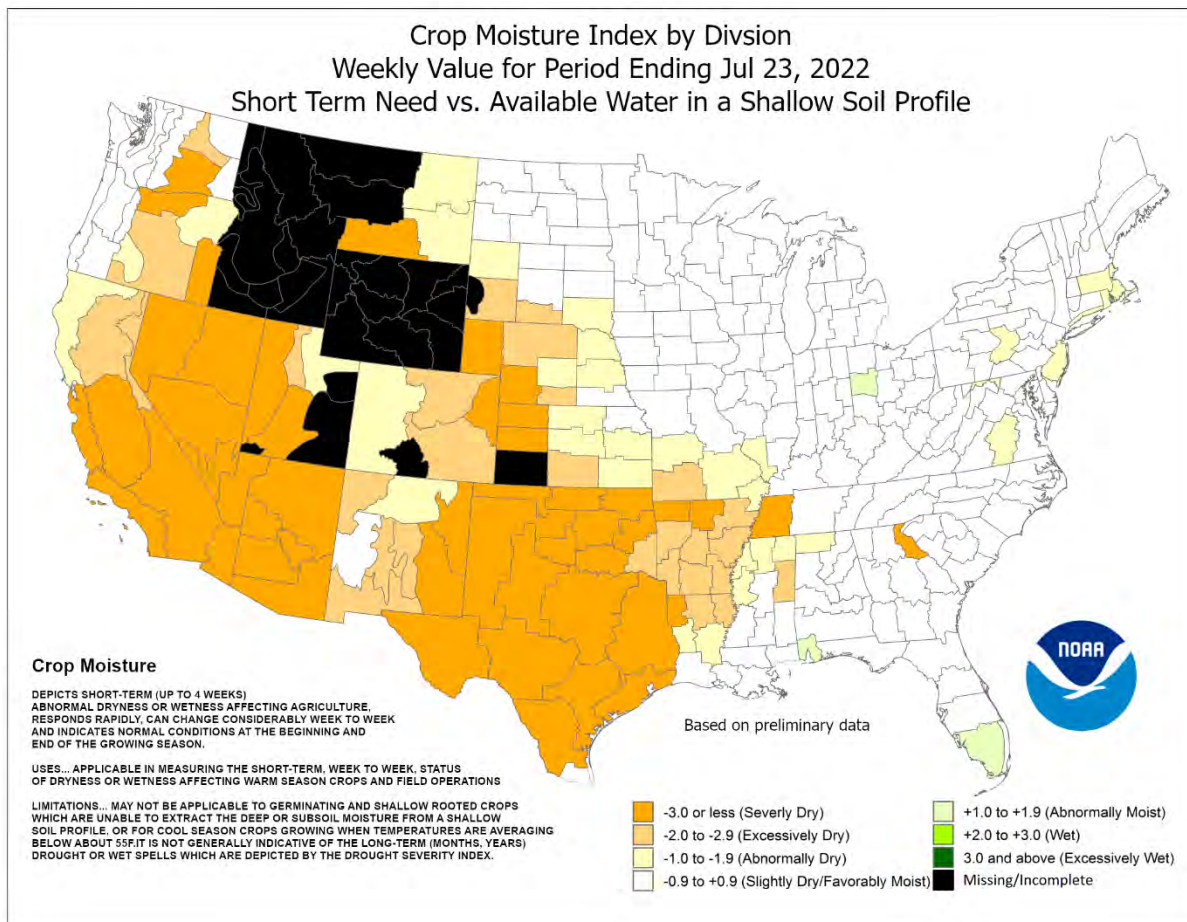 Crop Moisture Index by Divsion
Weekly Value for Period Ending Jul 23, 2022
Short Term Need vs. Available Water in a Shallow Soil Profile
Crop Moisture
DEPICTS SHORT-TERM (UP TO 4 WEEKS)
ABNORMAL DRYNESS OR WETNESS AFFECTING AGRICULTURE,
RESPONDS RAPIDLY, CAN CHANGE CONSIDERABLY WEEK TO WEEK
AND INDICATES NORMAL CONDITIONS AT THE BEGINNING AND
END OF THE GROWING SEASON.
USES... APPLICABLE IN MEASURING THE SHORT-TERM, WEEK TO WEEK, STATUS
OF DRYNESS OR WETNESS AFFECTING WARM SEASON CROPS AND FIELD OPERATIONS
LIMITATIONS... MAY NOT BE APPLICABLE TO GERMINATING AND SHALLOW ROOTED CROPS
WHICH ARE UNABLE TO EXTRACT THE DEEP OR SUBSOIL MOISTURE FROM A SHALLOW
SOIL PROFILE, OR FOR COOL SEASON CROPS GROWING WHEN TEMPERATURES ARE AVERAGING
BELOW ABOUT 55F.IT IS NOT GENERALLY INDICATIVE OF THE LONG-TERM (MONTHS, YEARS)
DROUGHT OR WET SPELLS WHICH ARE DEPICTED BY THE DROUGHT SEVERITY INDEX.
NOAA
Based on preliminary data
-3.0 or less (Severly Dry)
-2.0 to -2.9 (Excessively Dry)
-1.0 to -1.9 (Abnormally Dry)
-0.9 to +0.9 (Slightly Dry/Favorably Moist)
+1.0 to +1.9 (Abnormally Moist)
+2.0 to +3.0 (Wet)
3.0 and above (Excessively Wet)
Missing/Incomplete